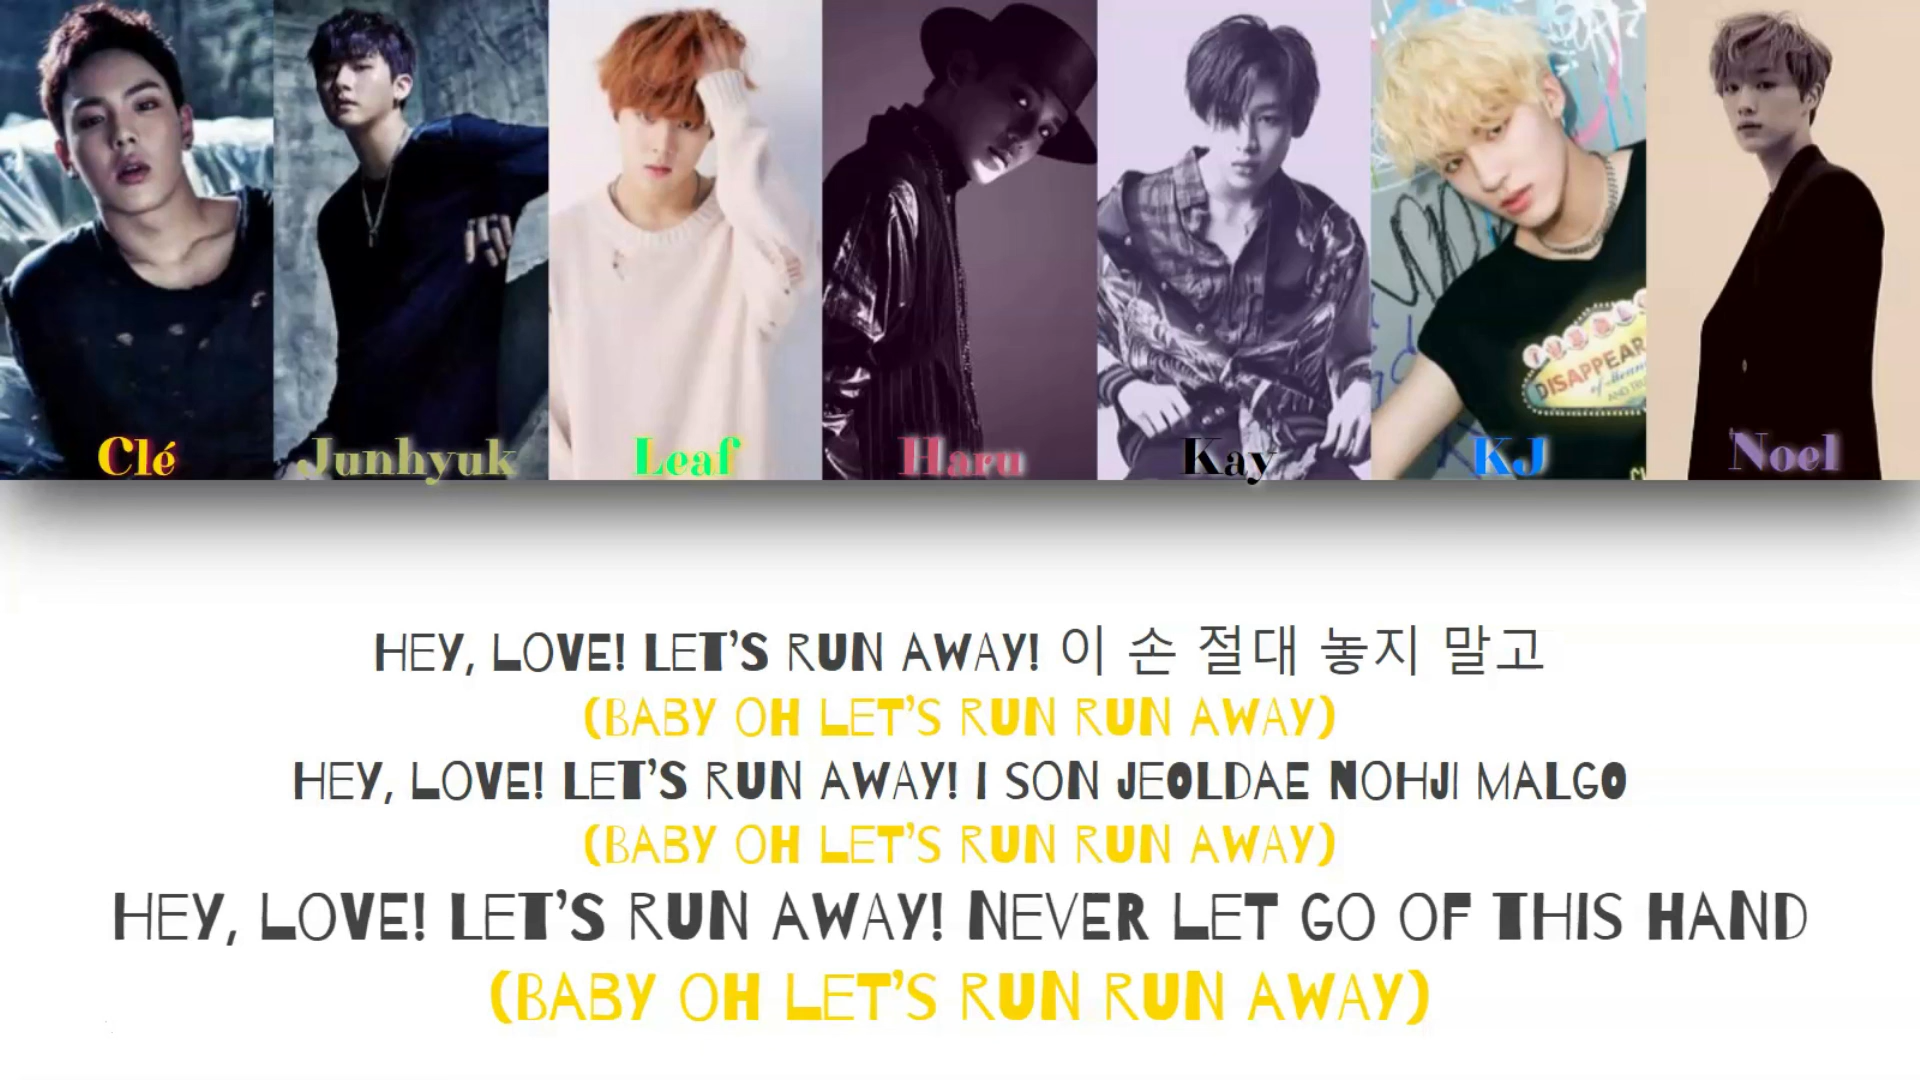 Clé
Junhyuk
Leaf
Haru
Kay
KJ
Noel
DISAPPEAR
HEY, LOVE! LET'S RUN AWAY! 이 손 절대 놓지 말고
(BABY OH LET'S RUN RUN AWAY)
HEY, LOVE! LET'S RUN AWAY! I SON JEOLDAE NOHJI MALGO
(BABY OH LET'S RUN RUN AWAY)
HEY, LOVE! LET'S RUN AWAY! NEVER LET GO OF THIS HAND
(BABY OH LET'S RUN RUN AWAY)